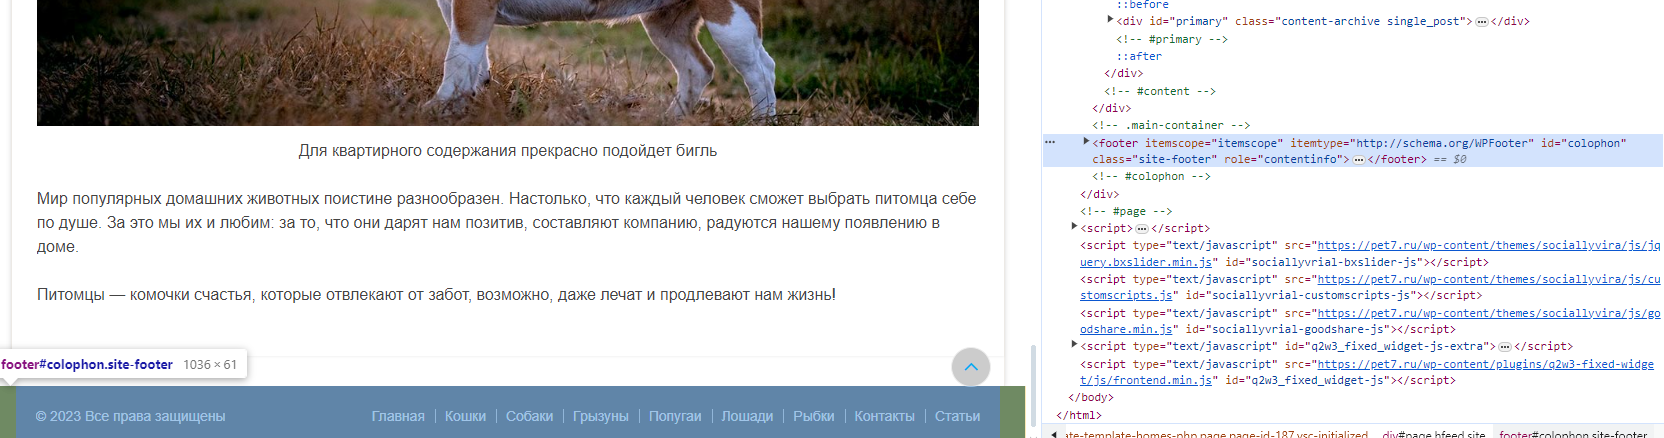 Для квартирного содержания прекрасно подойдет бигль
Мир популярных домашних животных поистине разнообразен. Настолько, что каждый человек сможет выбрать питомца себе
по душе. За это мы их и любим: за то, что они дарят нам позитив, составляют компанию, радуются нашему появлению в
доме.
Питомцы — комочки счастья, которые отвлекают от забот, возможно, даже лечат и продлевают нам жизнь!
footer#colophon.site-footer 1036 × 61
© 2023 Все права защищены
Главная Кошки Собаки Грызуны Попугаи Лошади Рыбки Контакты Статьи
::before
<div id="primary" class="content-archive single_post"> ··· </div>
<!-- #primary -->
::after
</div>
<!-- #content -->
</div>
<!-- .main-container -->
··· <footer itemscope="itemscope" itemtype="http://schema.org/WPFooter" id="colophon"
class="site-footer" role="contentinfo"> ··· </footer> == $0
<!-- #colophon -->
</div>
<!-- #page -->
<script> ··· </script>
<script type="text/javascript" src="https://pet7.ru/wp-content/themes/sociallyvira/js/jq
uery.bxslider.min.js" id="sociallyvrial-bxslider-js"></script>
<script type="text/javascript" src="https://pet7.ru/wp-content/themes/sociallyvira/js/cu
stomscripts.js" id="sociallyvrial-customscripts-js"></script>
<script type="text/javascript" src="https://pet7.ru/wp-content/themes/sociallyvira/js/go
odshare.min.js" id="sociallyvrial-goodshare-js"></script>
<script type="text/javascript" id="q2w3_fixed_widget-js-extra"> ··· </script>
<script type="text/javascript" src="https://pet7.ru/wp-content/plugins/q2w3-fixed-widge
t/js/frontend.min.js" id="q2w3_fixed_widget-js"></script>
</body>
</html>
ate-template-homes-php.page.page-id-187.vsc-initialized div#page.hfeed.site footer#colophon.site-footer